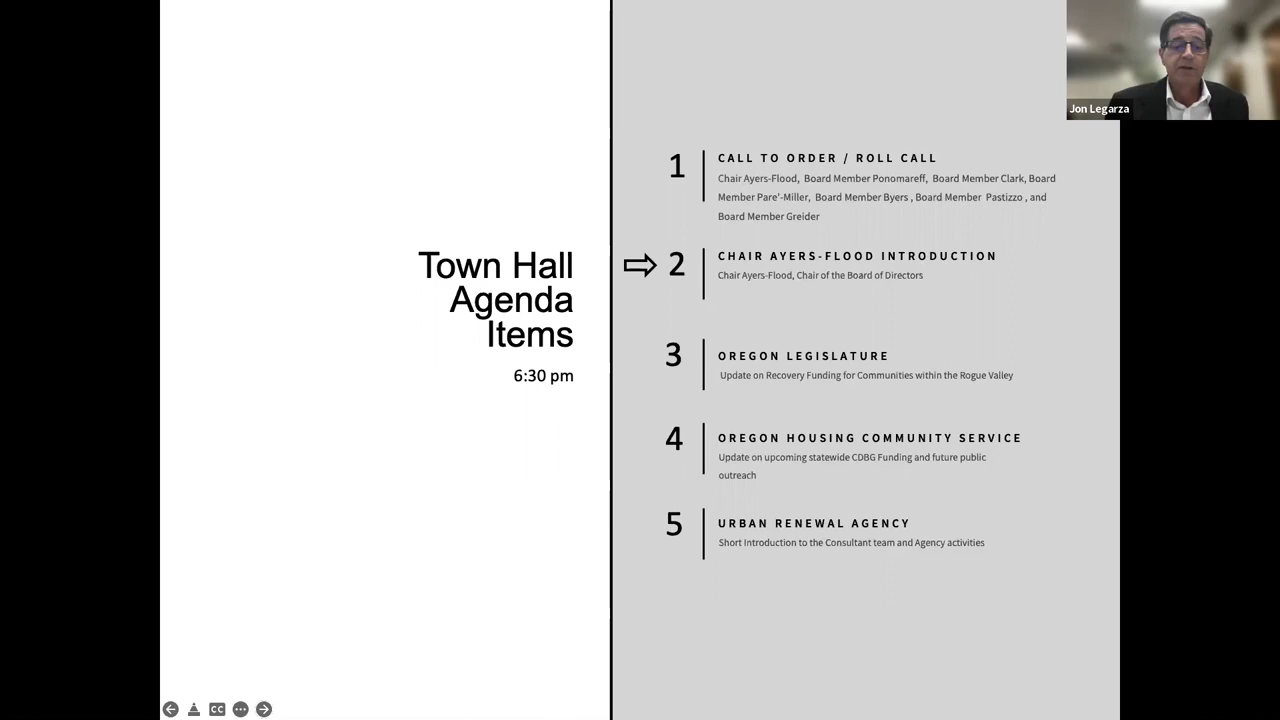 Town Hall
Agenda
Items
6:30 pm
1
CALL TO ORDER / ROLL CALL
Chair Ayers-Flood, Board Member Ponomareff, Board Member Clark, Board
Member Pare'-Miller, Board Member Byers , Board Member Pastizzo , and
Board Member Greider
2
CHAIR AYERS-FLOOD INTRODUCTION
Chair Ayers-Flood, Chair of the Board of Directors
3
OREGON LEGISLATURE
Update on Recovery Funding for Communities within the Rogue Valley
4
OREGON HOUSING COMMUNITY SERVICE
Update on upcoming statewide CDBG Funding and future public
outreach
5
URBAN RENEWAL AGENCY
Short Introduction to the Consultant team and Agency activities
Jon Legarza
CC